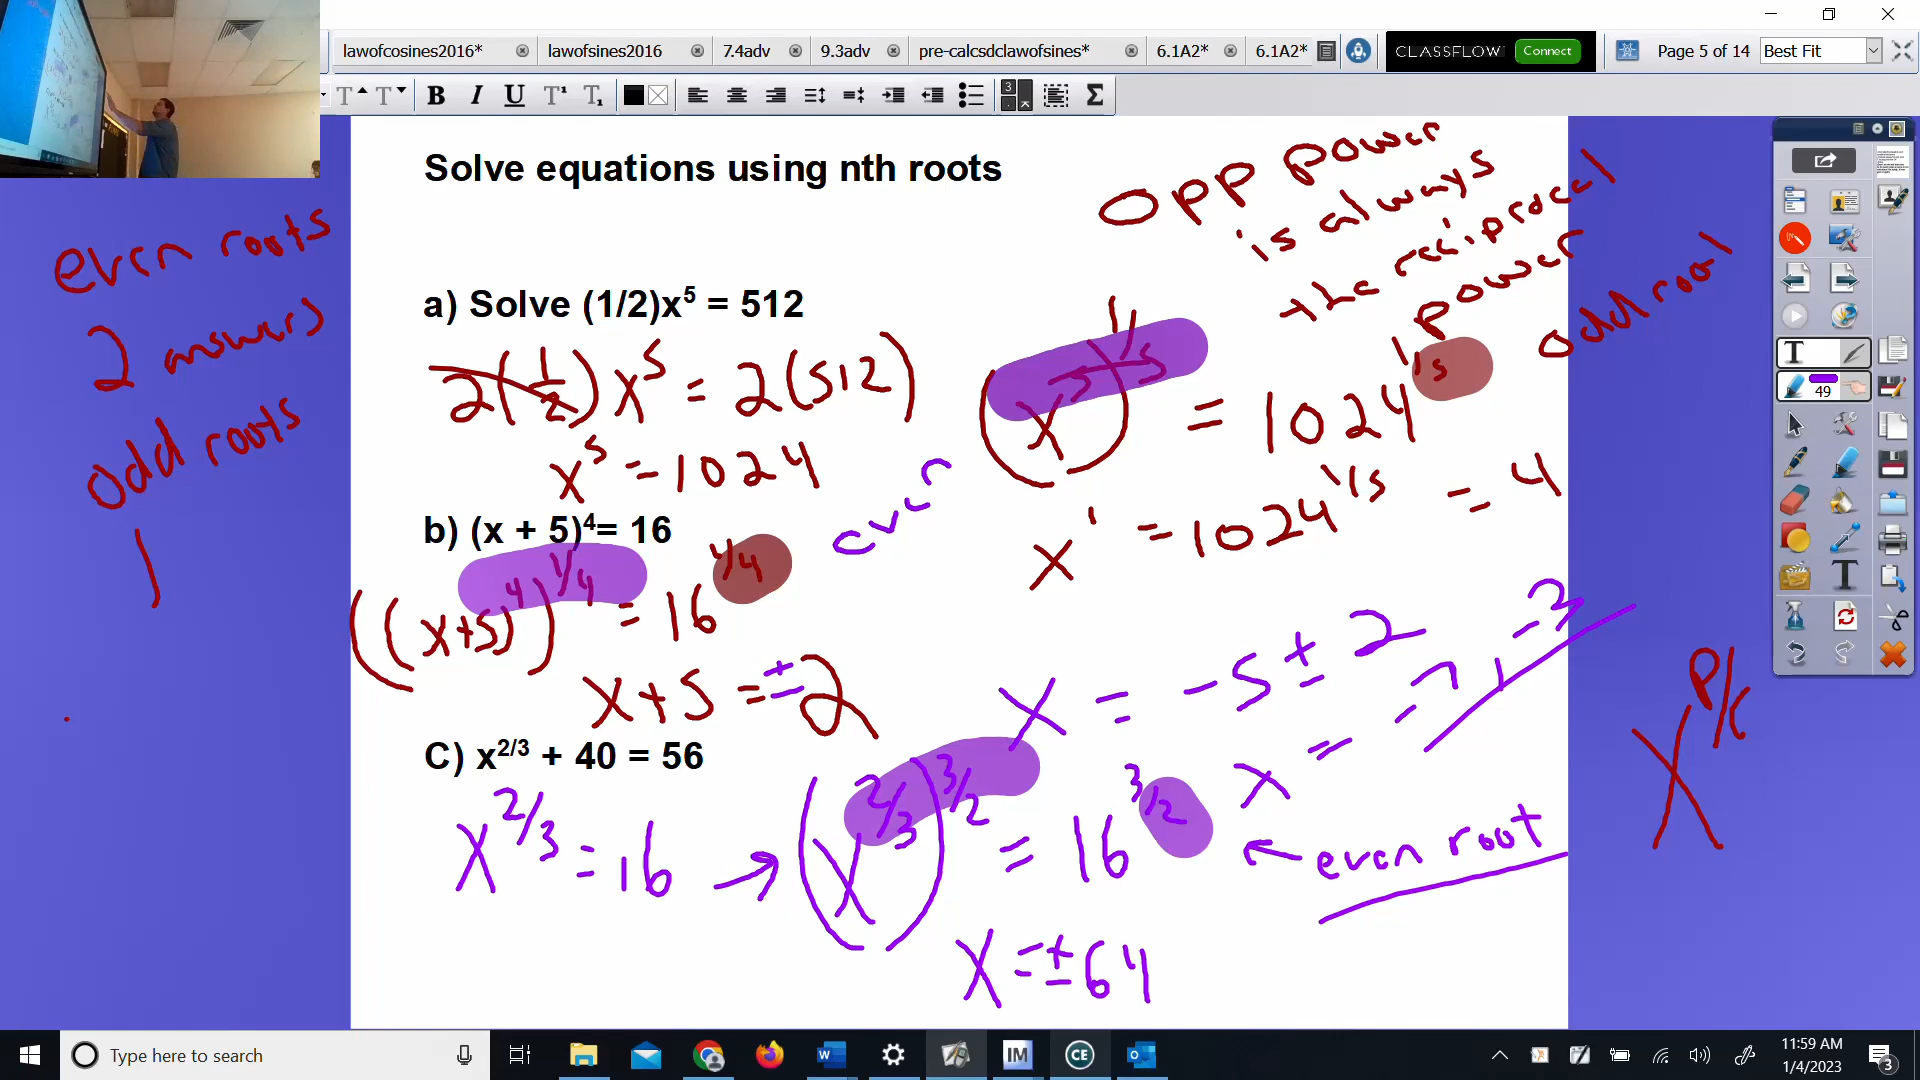 lawofcosines2016*
lawofsines2016
7.4adv
9.3adv
pre-calcsdclawofsines*
6.1A2*
6.1A2*
CLASSFLOW
Connect
Page 5 of 14
Best Fit
Solve equations using nth roots
opp power
is always
the reciprocal
power
odd root
even roots
2 answers
odd roots
1
a) Solve (1/2)x⁵ = 512
2(1/2)x⁵ = 2(512)
x⁵ = 1024
(x⁵)^1/5 = 1024^1/5
x¹ = 1024^1/5 = 4
even
b) (x + 5)⁴= 16
((x+5)⁴)^1/4 = 16^1/4
x+5 = ±2
x = -5 ± 2
x = -7, -3
C) x^2/3 + 40 = 56
x^2/3 = 16 → (x^2/3)^3/2 = 16^3/2 ← even root
x = ±64
49
Type here to search
11:59 AM
1/4/2023
3